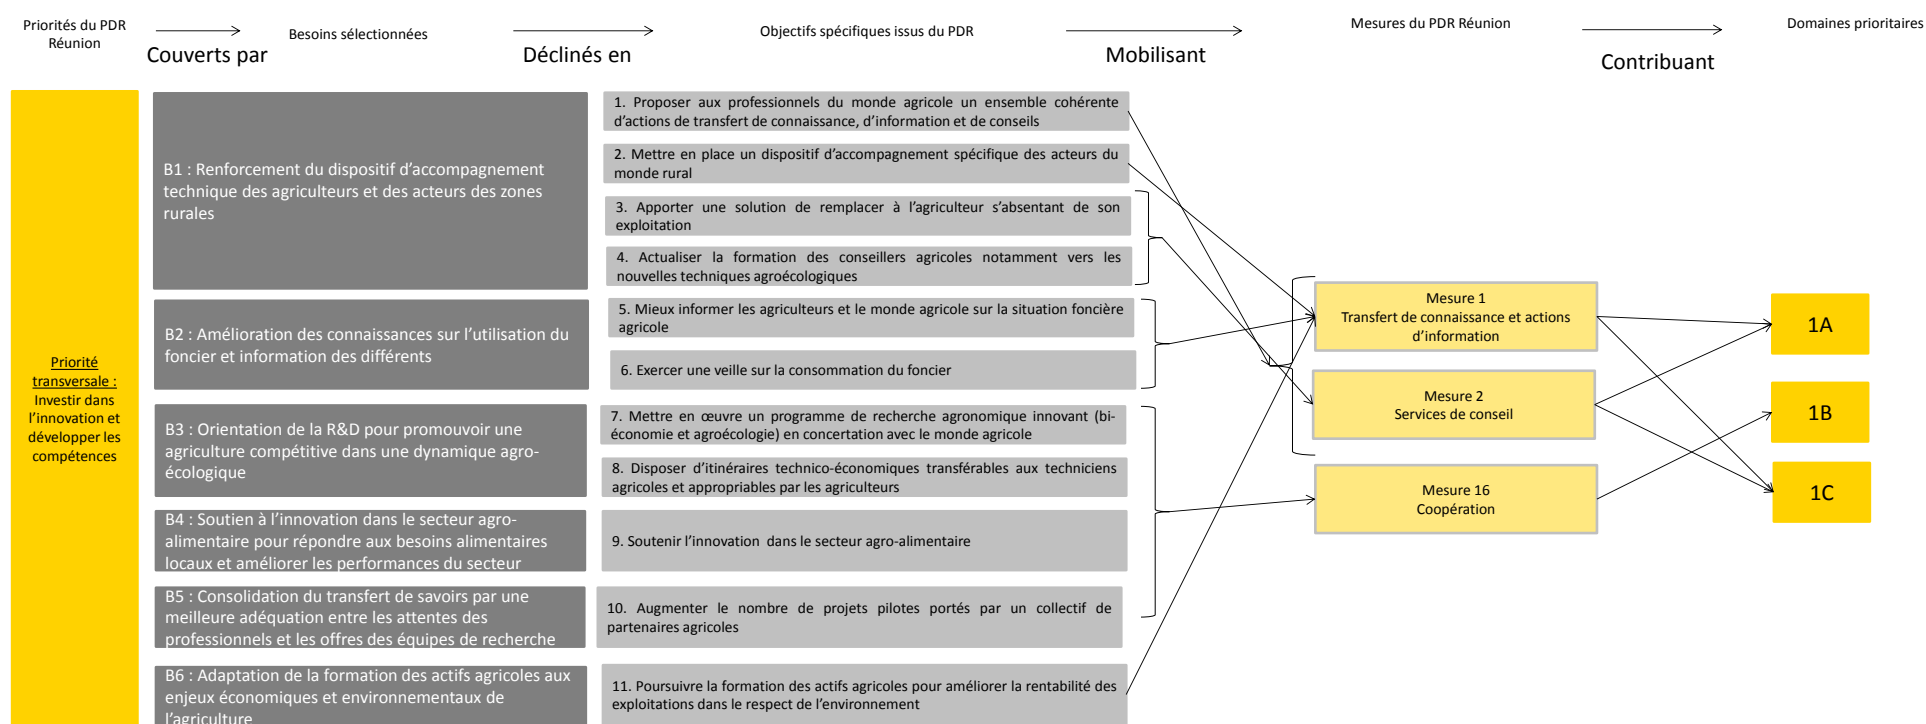 Priorités du PDR
Réunion
Couverts par
Besoins sélectionnées
Déclinés en
Objectifs spécifiques issus du PDR
Mobilisant
Mesures du PDR Réunion
Contribuant
Domaines prioritaires
Priorité
transversale :
Investir dans
l’innovation et
développer les
compétences
B1 : Renforcement du dispositif d’accompagnement
technique des agriculteurs et des acteurs des zones
rurales
B2 : Amélioration des connaissances sur l’utilisation du
foncier et information des différents
B3 : Orientation de la R&D pour promouvoir une
agriculture compétitive dans une dynamique agro-
écologique
B4 : Soutien à l’innovation dans le secteur agro-
alimentaire pour répondre aux besoins alimentaires
locaux et améliorer les performances du secteur
B5 : Consolidation du transfert de savoirs par une
meilleure adéquation entre les attentes des
professionnels et les offres des équipes de recherche
B6 : Adaptation de la formation des actifs agricoles aux
enjeux économiques et environnementaux de
l’agriculture
1. Proposer aux professionnels du monde agricole un ensemble cohérente
d’actions de transfert de connaissance, d’information et de conseils
2. Mettre en place un dispositif d’accompagnement spécifique des acteurs du
monde rural
3. Apporter une solution de remplacer à l’agriculteur s’absentant de son
exploitation
4. Actualiser la formation des conseillers agricoles notamment vers les
nouvelles techniques agroécologiques
5. Mieux informer les agriculteurs et le monde agricole sur la situation foncière
agricole
6. Exercer une veille sur la consommation du foncier
7. Mettre en œuvre un programme de recherche agronomique innovant (bi-
économie et agroécologie) en concertation avec le monde agricole
8. Disposer d’itinéraires technico-économiques transférables aux techniciens
agricoles et appropriables par les agriculteurs
9. Soutenir l’innovation dans le secteur agro-alimentaire
10. Augmenter le nombre de projets pilotes portés par un collectif de
partenaires agricoles
11. Poursuivre la formation des actifs agricoles pour améliorer la rentabilité des
exploitations dans le respect de l’environnement
Mesure 1
Transfert de connaissance et actions
d’information
Mesure 2
Services de conseil
Mesure 16
Coopération
1A
1B
1C